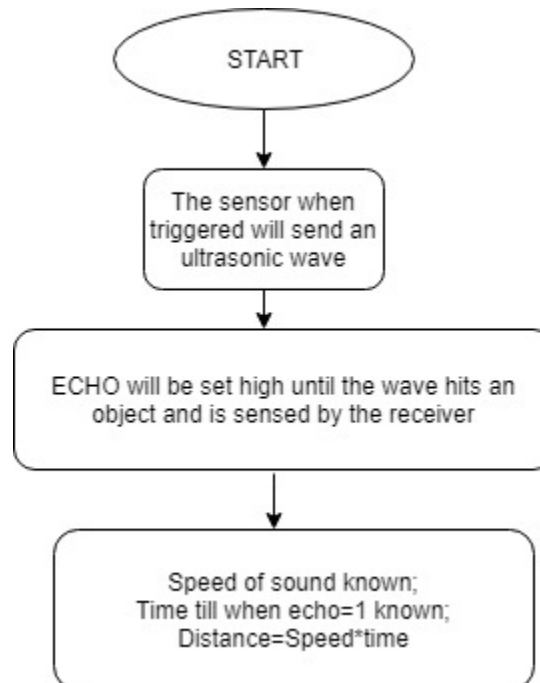 START
The sensor when
triggered will send an
ultrasonic wave
ECHO will be set high until the wave hits an
object and is sensed by the receiver
Speed of sound known;
Time till when echo=1 known;
Distance=Speed*time